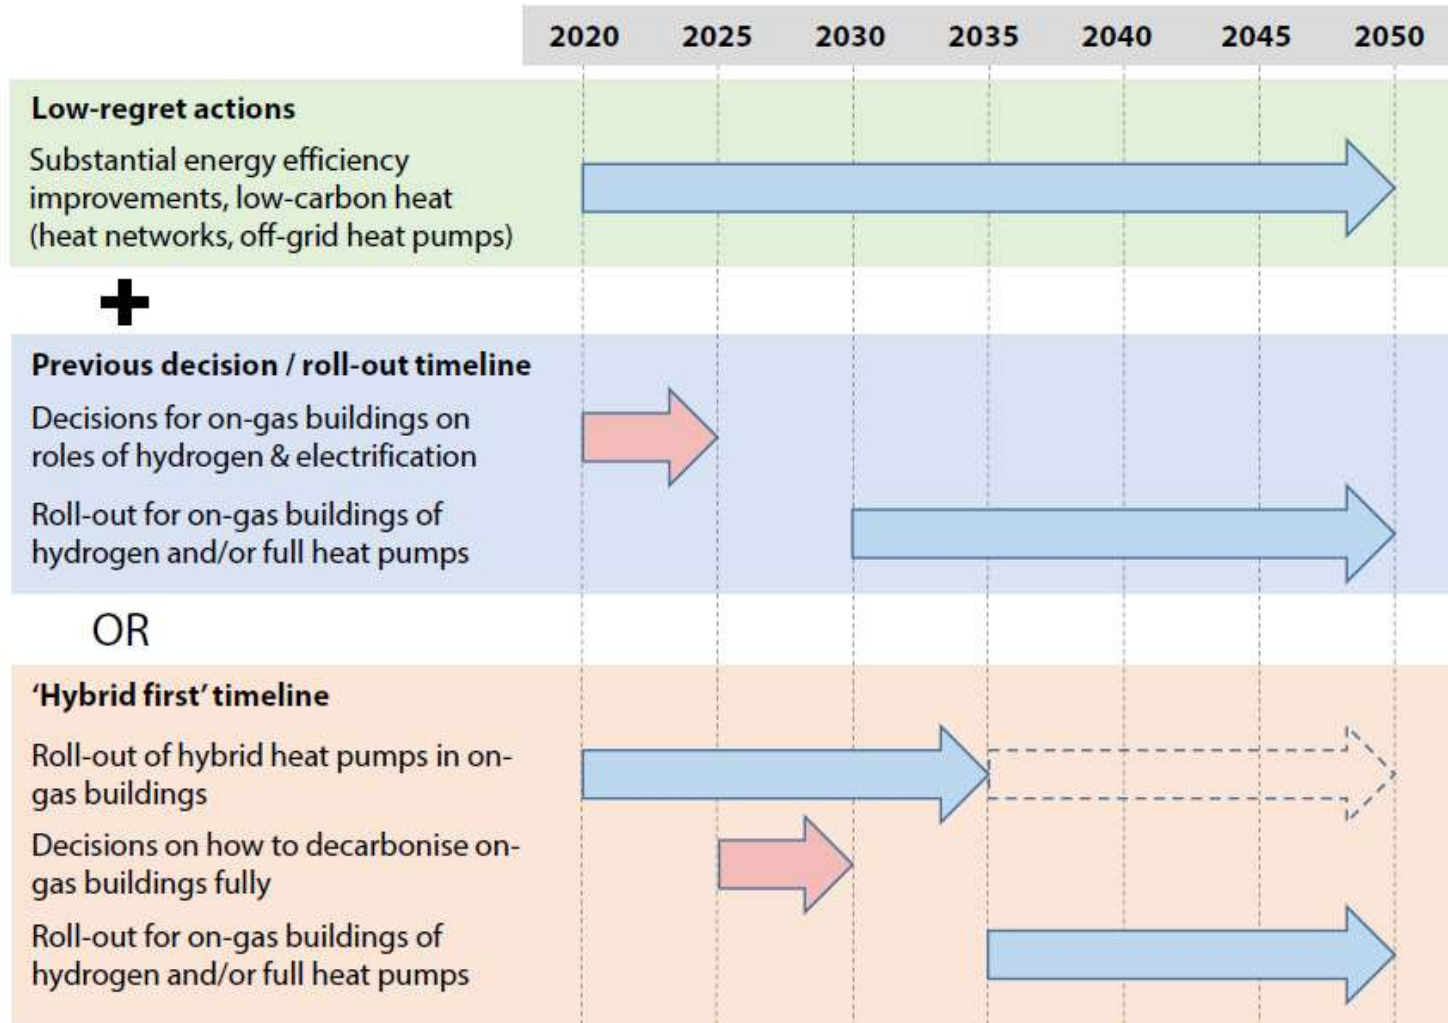 2020 2025 2030 2035 2040 2045 2050
Low-regret actions
Substantial energy efficiency
improvements, low-carbon heat
(heat networks, off-grid heat pumps)
+
Previous decision / roll-out timeline
Decisions for on-gas buildings on
roles of hydrogen & electrification
Roll-out for on-gas buildings of
hydrogen and/or full heat pumps
OR
‘Hybrid first’ timeline
Roll-out of hybrid heat pumps in on-
gas buildings
Decisions on how to decarbonise on-
gas buildings fully
Roll-out for on-gas buildings of
hydrogen and/or full heat pumps